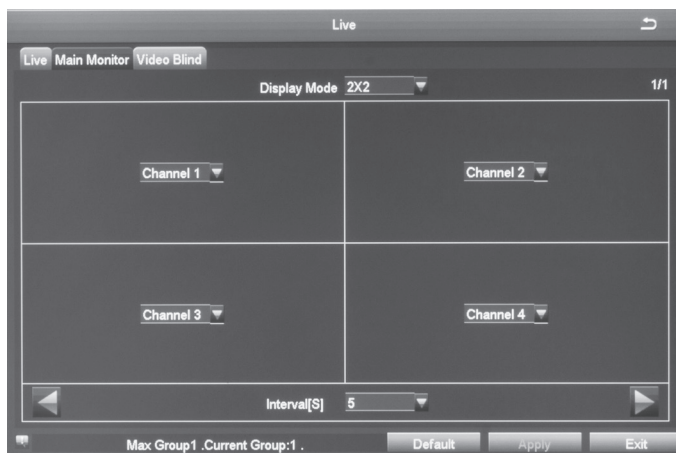 Live
Live Main Monitor Video Blind
Display Mode 2X2 1/1
Channel 1 Channel 2
Channel 3 Channel 4
Interval[S] 5
Max Group1 .Current Group:1 . Default Apply Exit